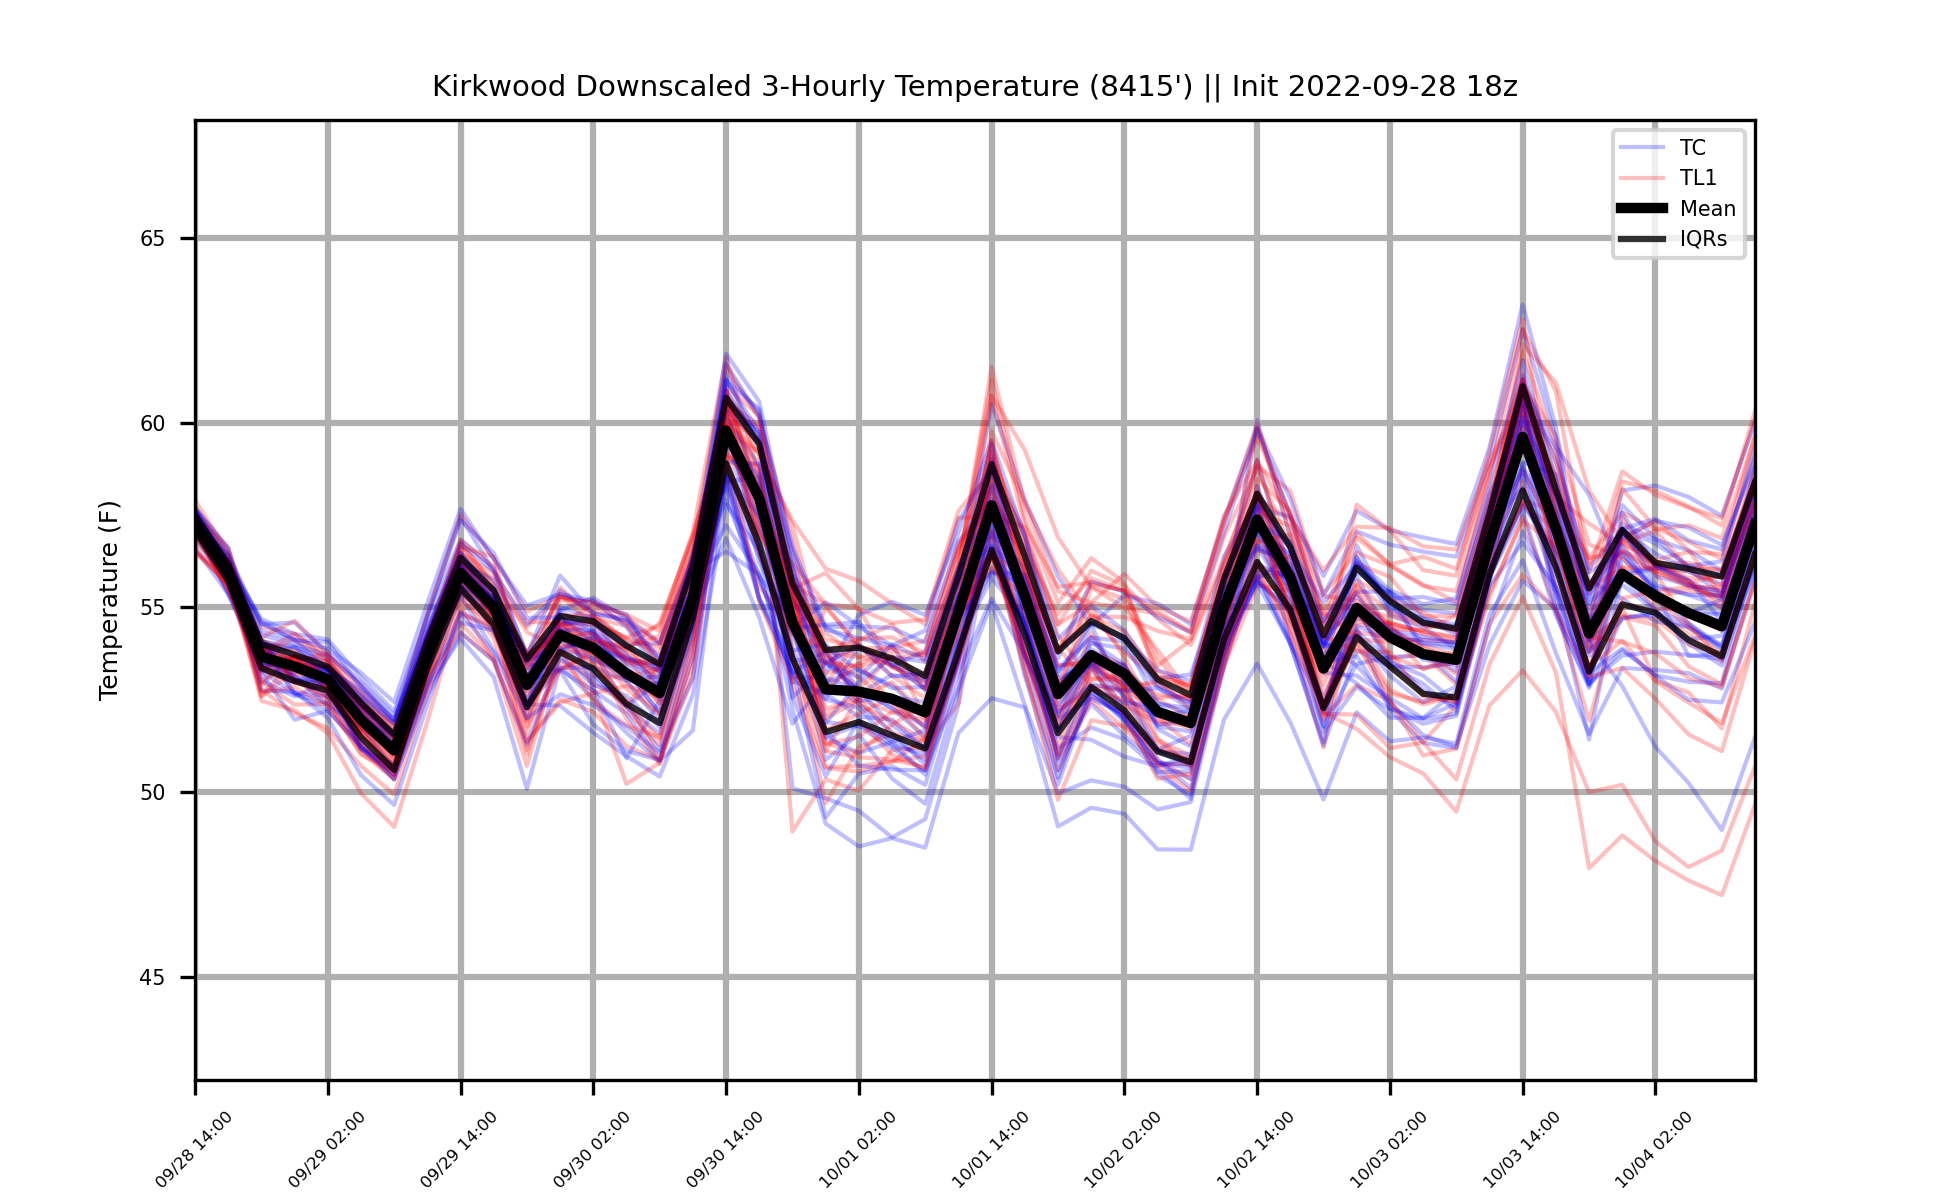 Kirkwood Downscaled 3-Hourly Temperature (8415') || Init 2022-09-28 18z
TC
TL1
Mean
IQRs
Temperature (F)
65
60
55
50
45
09/28 14:00
09/29 02:00
09/29 14:00
09/30 02:00
09/30 14:00
10/01 02:00
10/01 14:00
10/02 02:00
10/02 14:00
10/03 02:00
10/03 14:00
10/04 02:00